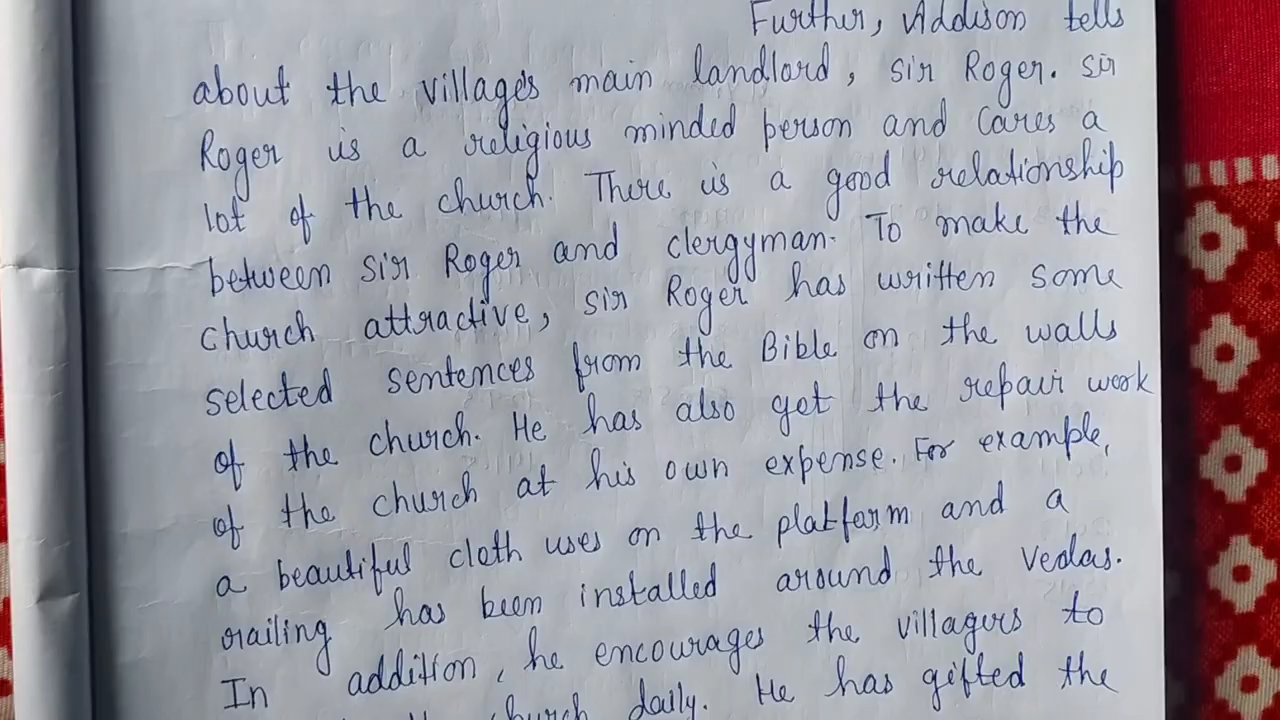 Further, Addison tells
about the village's main landlord, sir Roger. sir
Roger is a religious minded person and cares a
lot of the church. There is a good relationship
between sir Roger and clergyman. To make the
church attractive, sir Roger has written some
selected sentences from the Bible on the walls
of the church. He has also get the repair work
of the church at his own expense. For example,
a beautiful cloth uses on the platform and a
railing has been installed around the vedas.
In addition, he encourages the villagers to
church daily. He has gifted the